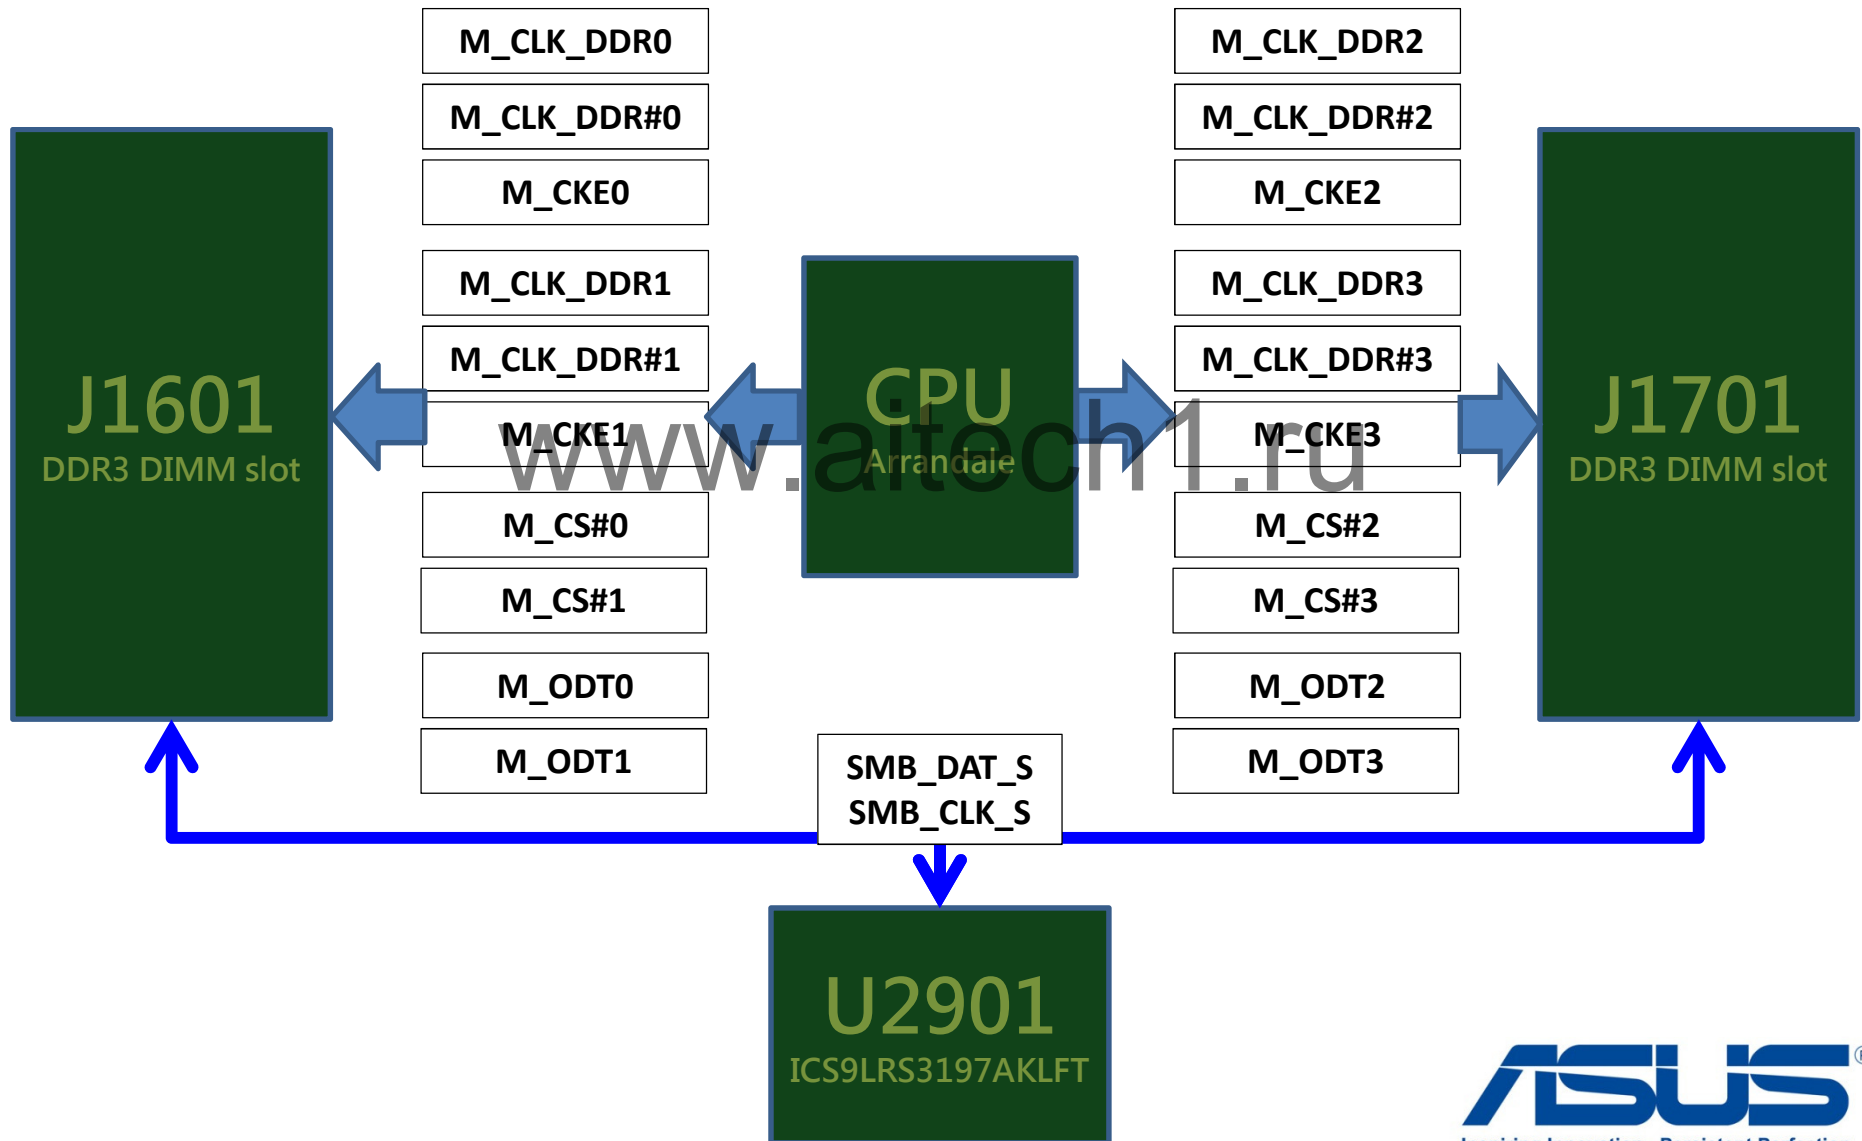 M_CLK_DDR0
M_CLK_DDR#0
M_CKE0
M_CLK_DDR1
M_CLK_DDR#1
M_CKE1
M_CS#0
M_CS#1
M_ODT0
M_ODT1
M_CLK_DDR2
M_CLK_DDR#2
M_CKE2
M_CLK_DDR3
M_CLK_DDR#3
M_CKE3
M_CS#2
M_CS#3
M_ODT2
M_ODT3
J1601
DDR3 DIMM slot
CPU
Arrandale
J1701
DDR3 DIMM slot
www.aitech1.ru
SMB_DAT_S
SMB_CLK_S
U2901
ICS9LRS3197AKLFT
ASUS®